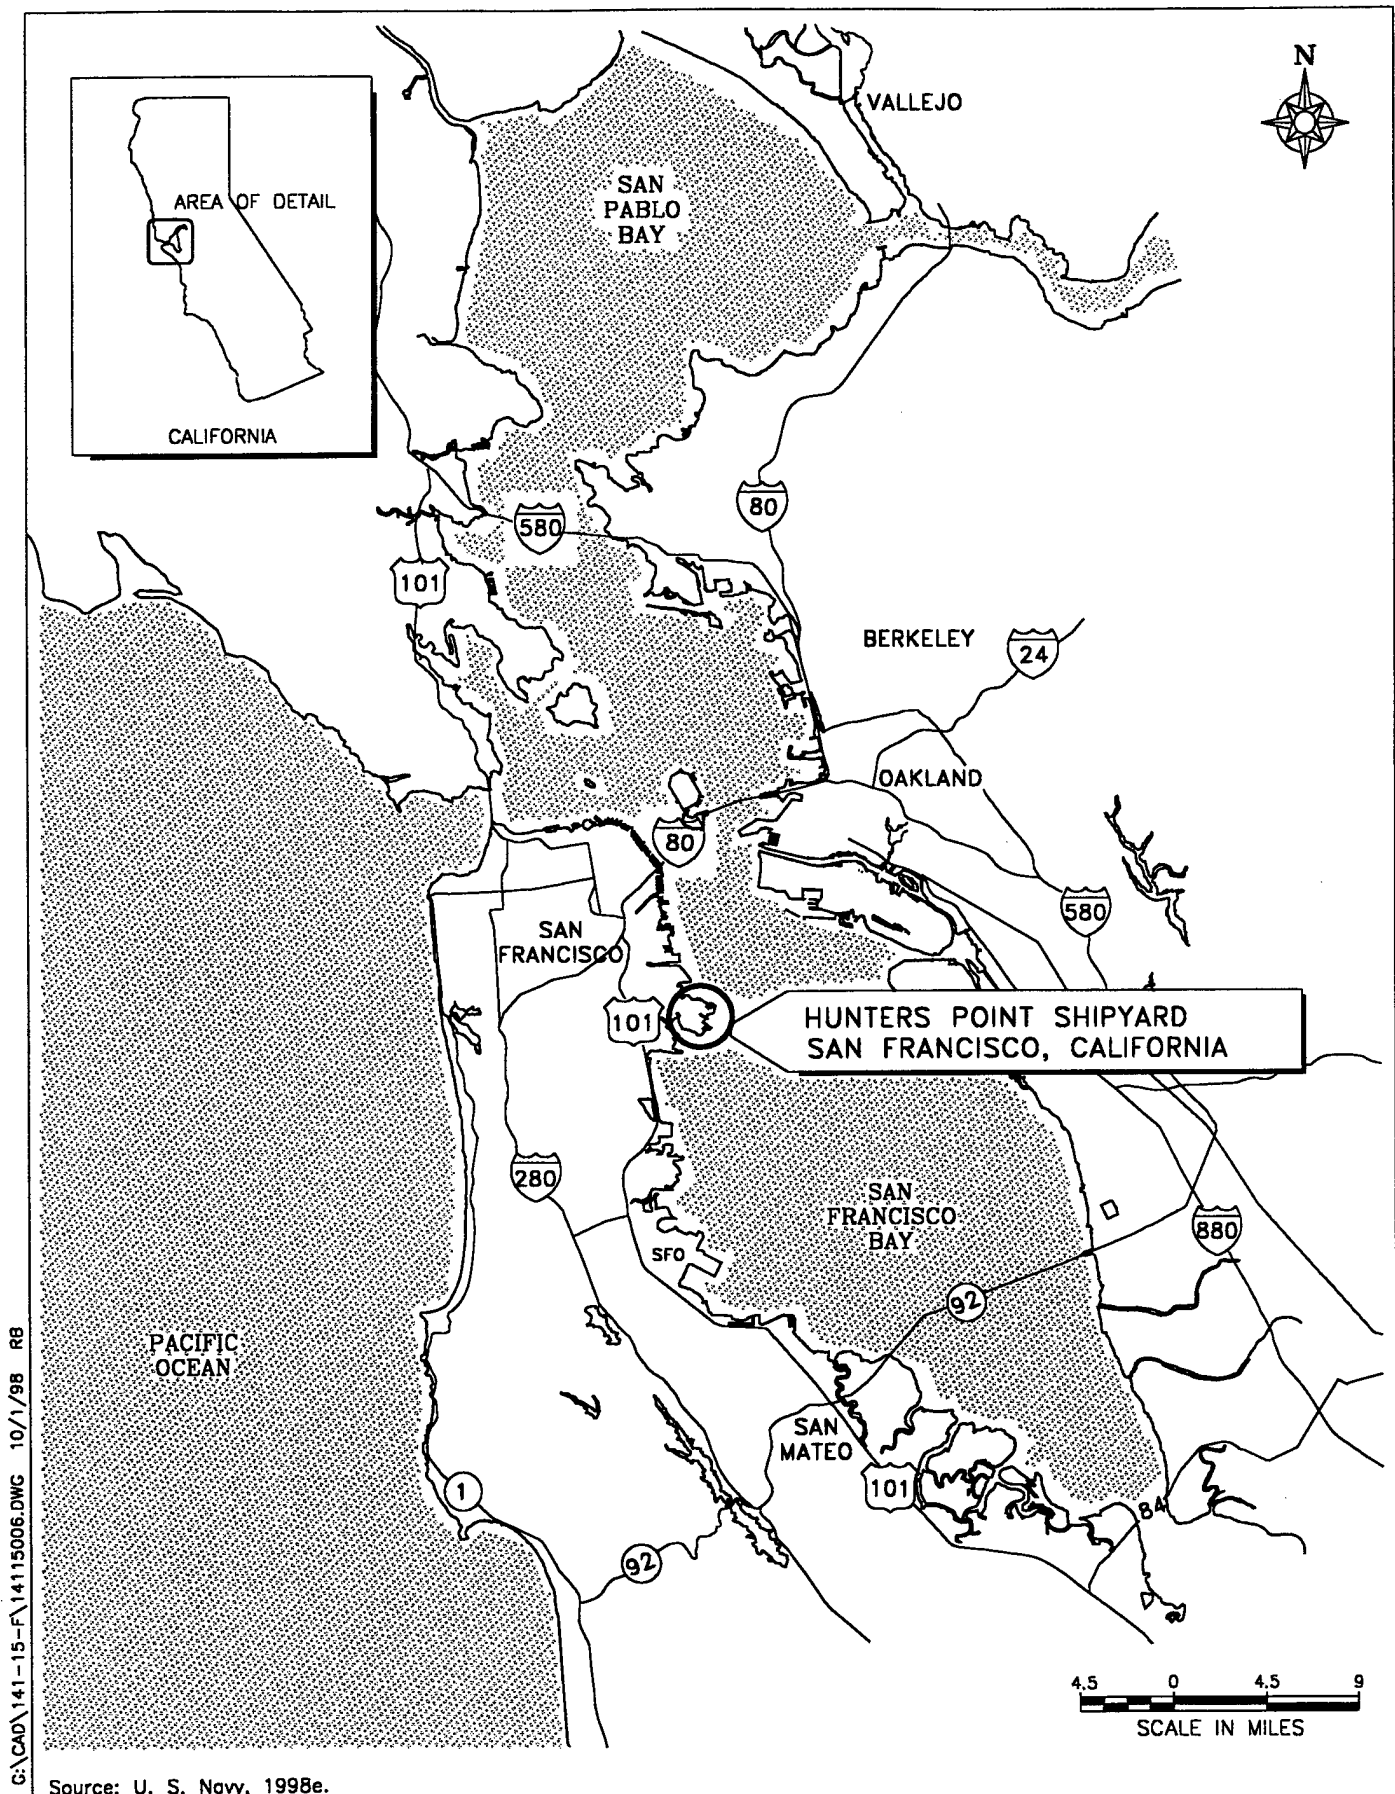 N
VALLEJO
SAN
PABLO
BAY
AREA OF DETAIL
CALIFORNIA
80
580
101
BERKELEY
24
OAKLAND
80
580
SAN
FRANCISCO
101
HUNTERS POINT SHIPYARD
SAN FRANCISCO, CALIFORNIA
280
SAN
FRANCISCO
BAY
880
SFO
92
PACIFIC
OCEAN
SAN
MATEO
101
1
84
92
4.5 0 4.5 9
SCALE IN MILES
G:\CAD\141-15-F\14115006.DWG 10/1/98 RB
Source: U. S. Navy, 1998e.